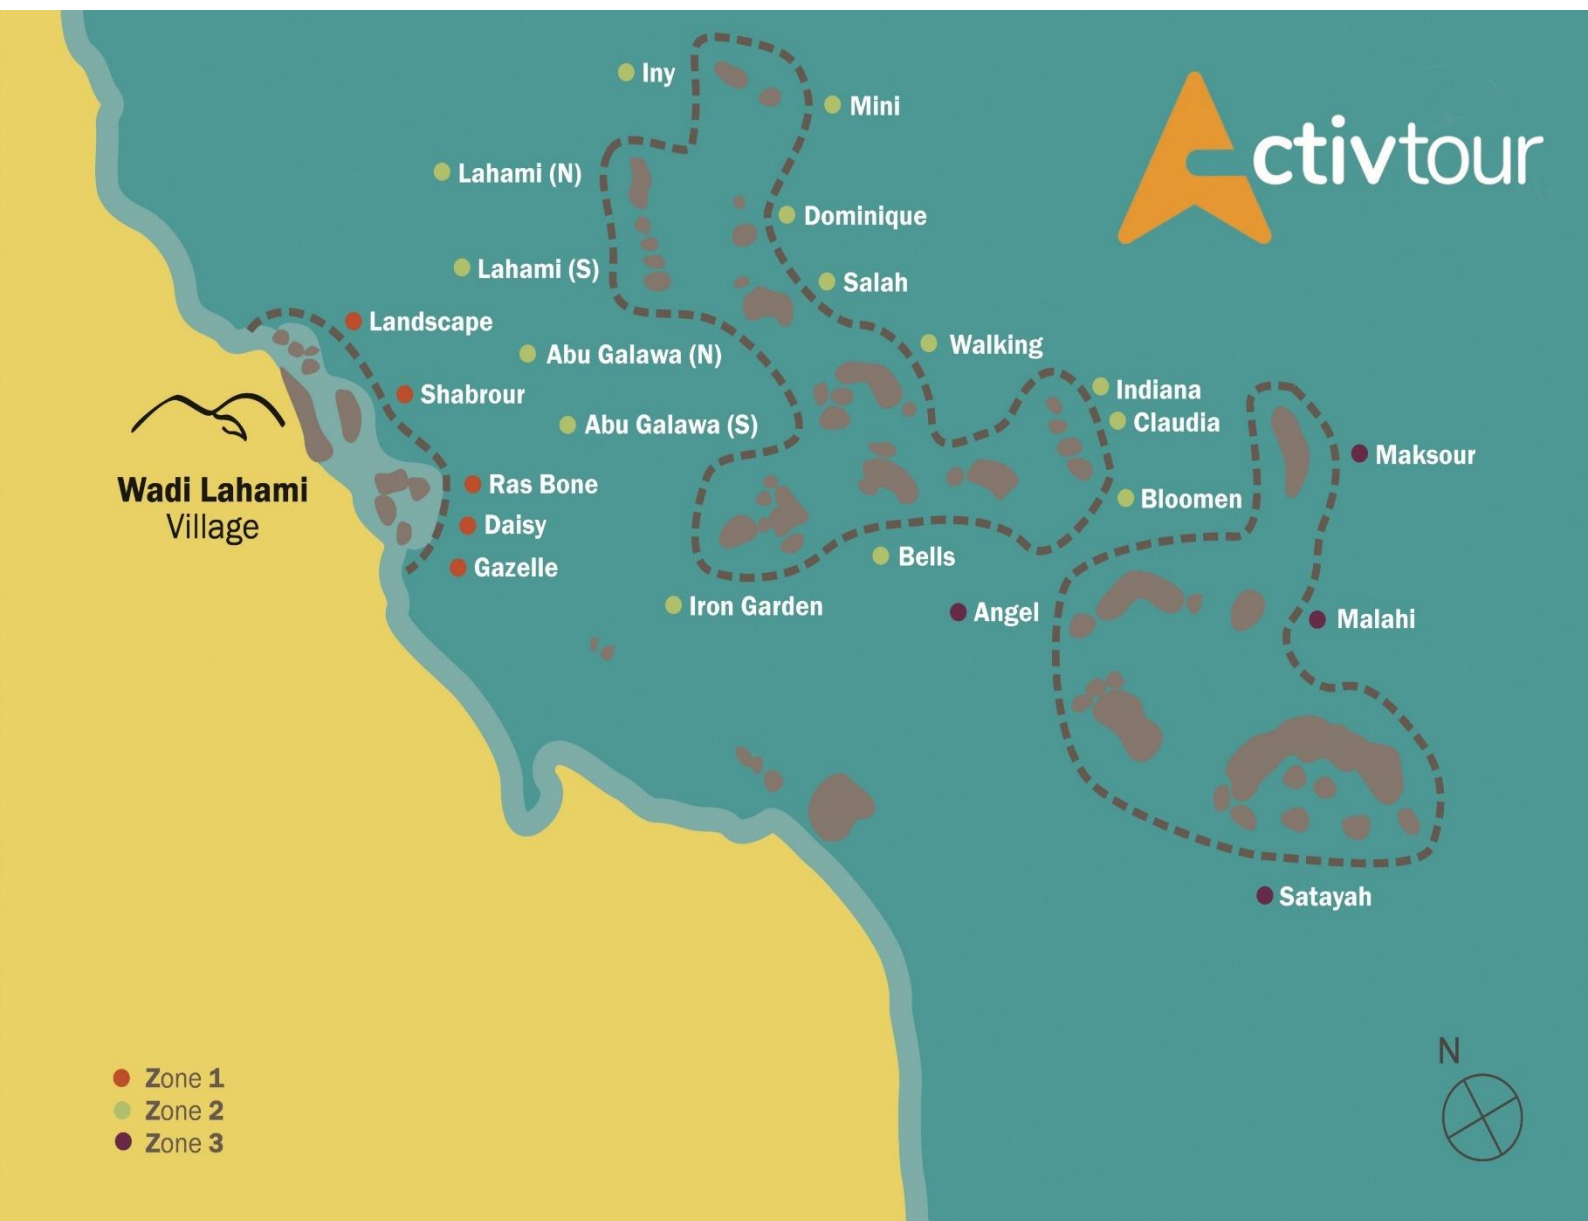 Iny
Mini
ctivtour
Lahami (N)
Dominique
Lahami (S)
Salah
Landscape
Walking
Abu Galawa (N)
Indiana
Shabrour
Claudia
Abu Galawa (S)
Maksour
Wadi Lahami
Village
Ras Bone
Bloomen
Daisy
Bells
Gazelle
Iron Garden
Angel
Malahi
Satayah
N
Zone 1
Zone 2
Zone 3